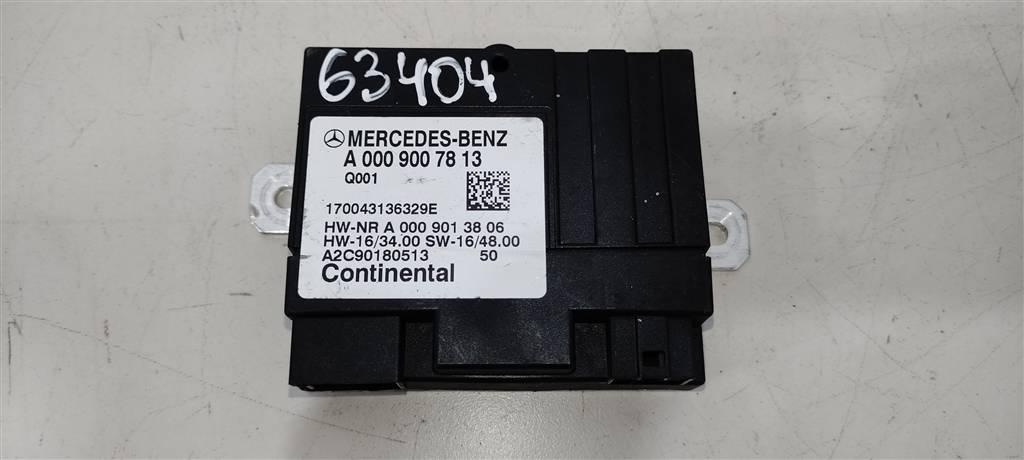 63404
MERCEDES-BENZ
A 000 900 78 13
Q001
170043136329E
HW-NR A 000 901 38 06
HW-16/34.00 SW-16/48.00
A2C90180513 50
Continental